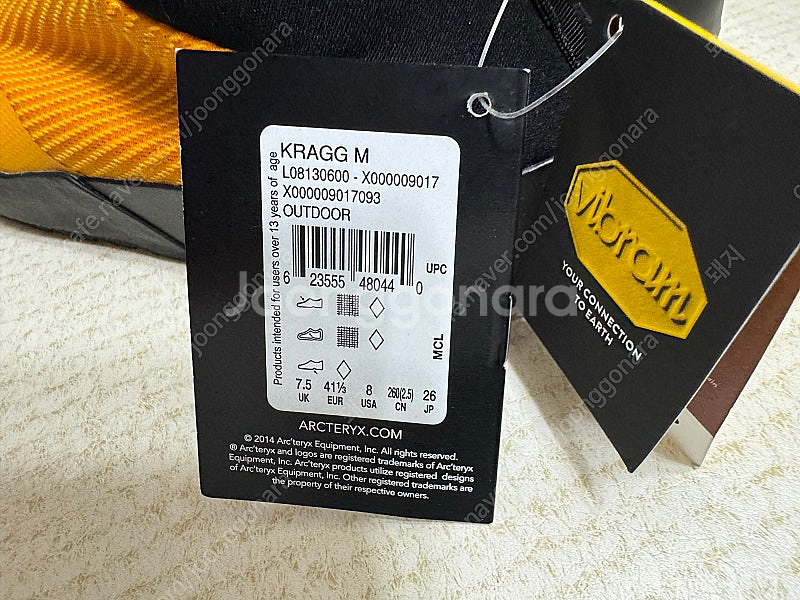 KRAGG M
L08130600 - X000009017
X000009017093
OUTDOOR
Products intended for users over 13 years of age
UPC
6 23555 48044 0
MCL
7.5 41⅓ 8 260(2.5) 26
UK EUR USA CN JP
ARCTERYX.COM
© 2014 Arc'teryx Equipment, Inc. All rights reserved.
® Arc'teryx and logos are registered trademarks of Arc'teryx
Equipment, Inc. Arc'teryx products utilize registered designs
of Arc'teryx Equipment, Inc. Other registered trademarks are
the property of their respective owners.
vibram
YOUR CONNECTION
TO EARTH
Joonggonara